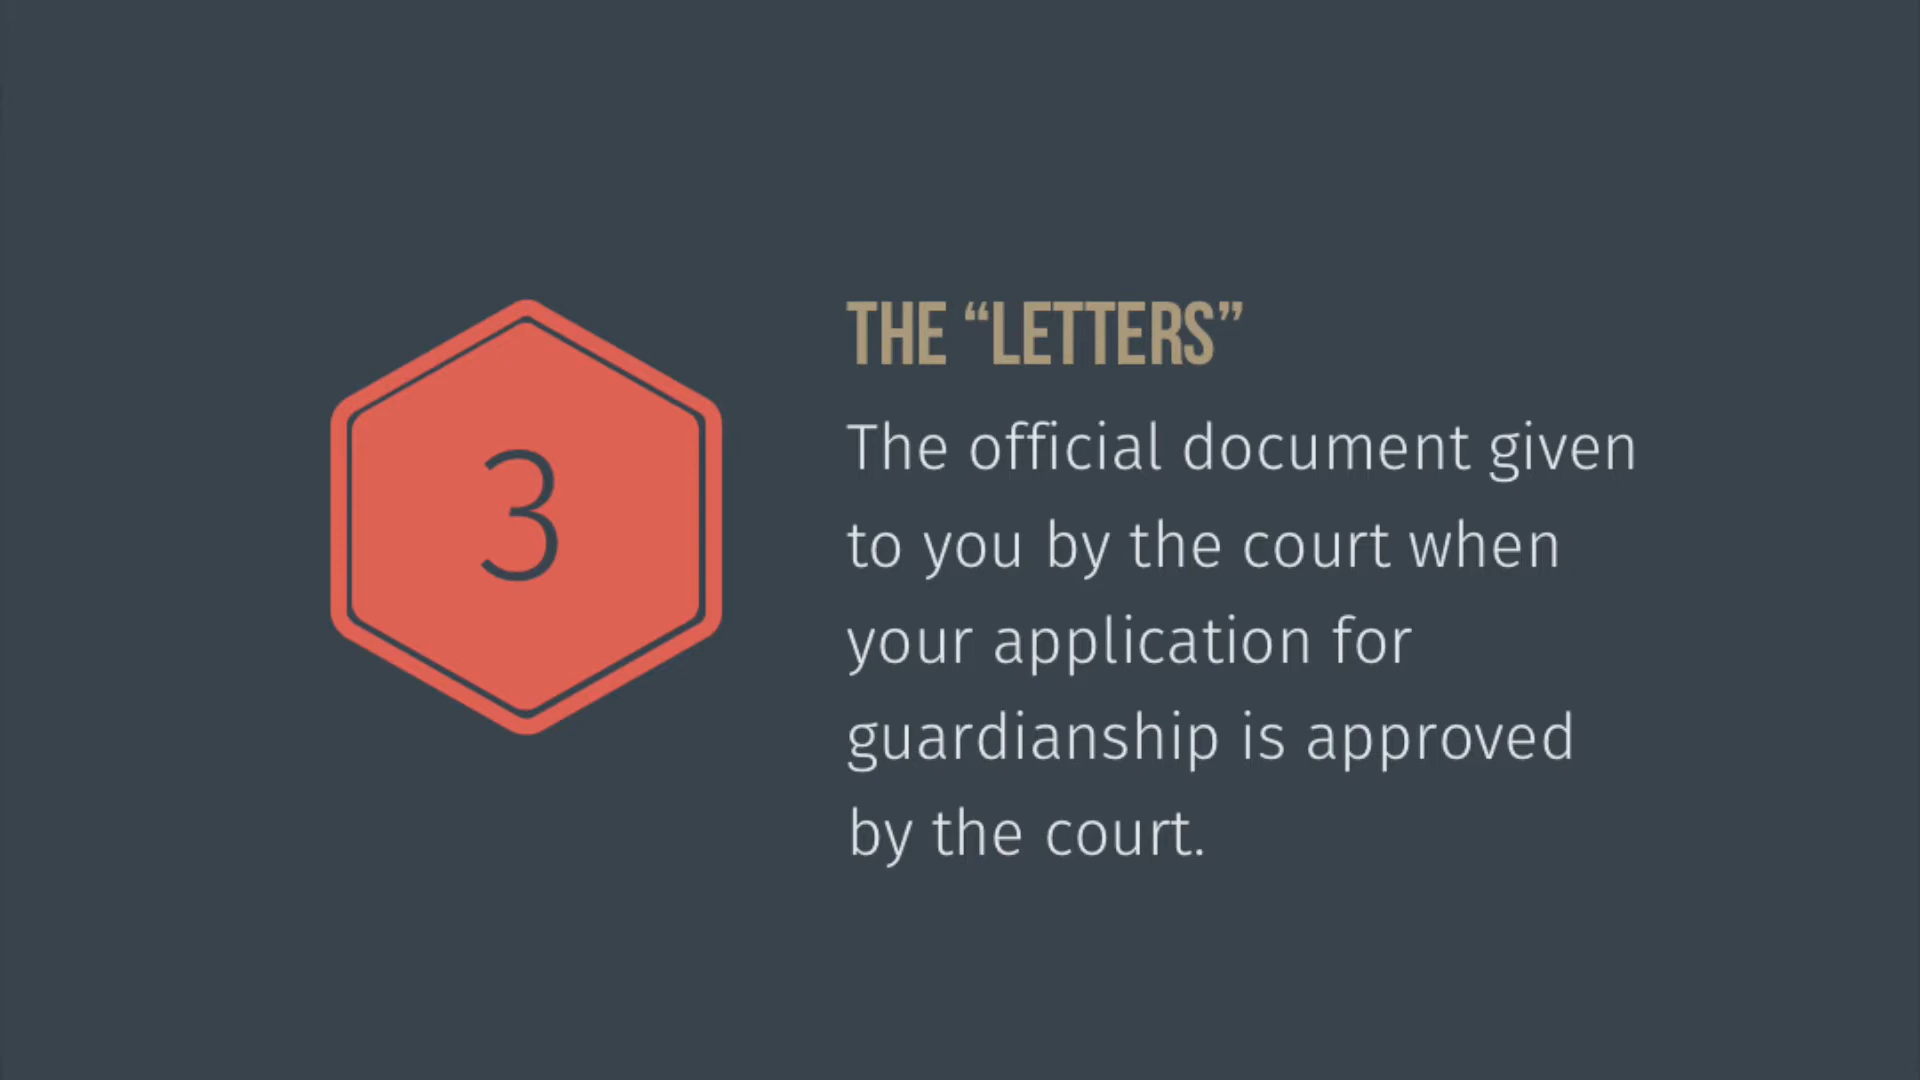 3
THE “LETTERS”
The official document given
to you by the court when
your application for
guardianship is approved
by the court.